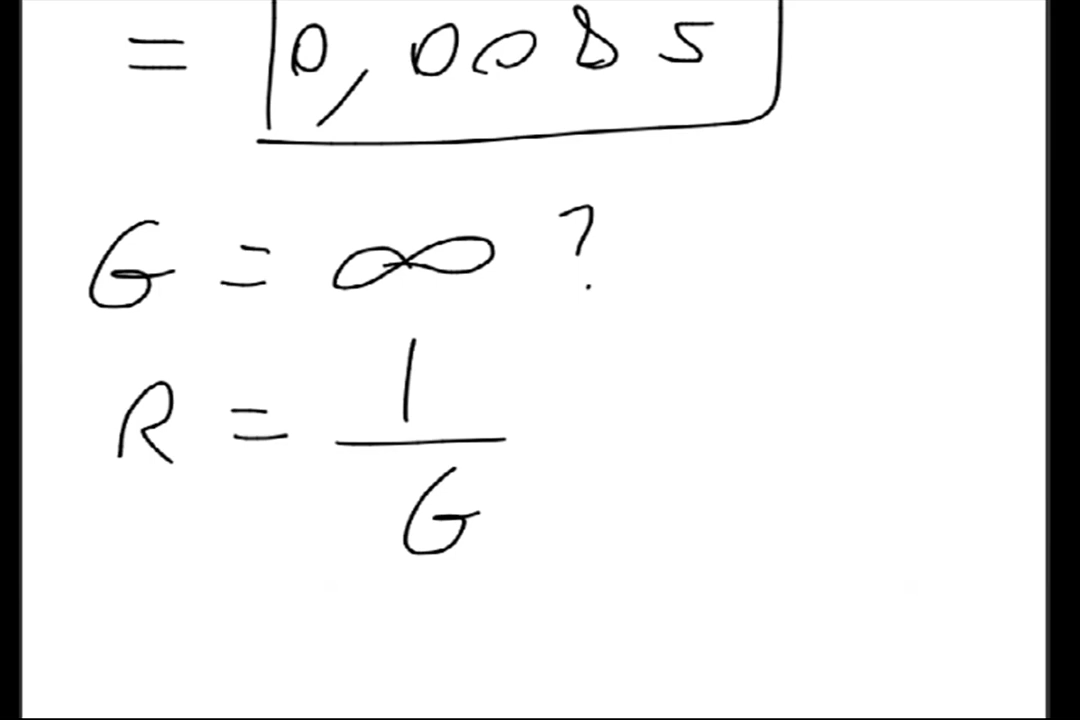 = 0,0085
G = ∞ ?
R = 1/G